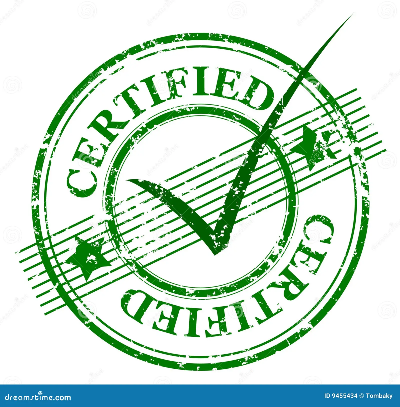 CERTIFIED
CERTIFIED
dreamstime.com
ID 9455434 © Tombaky